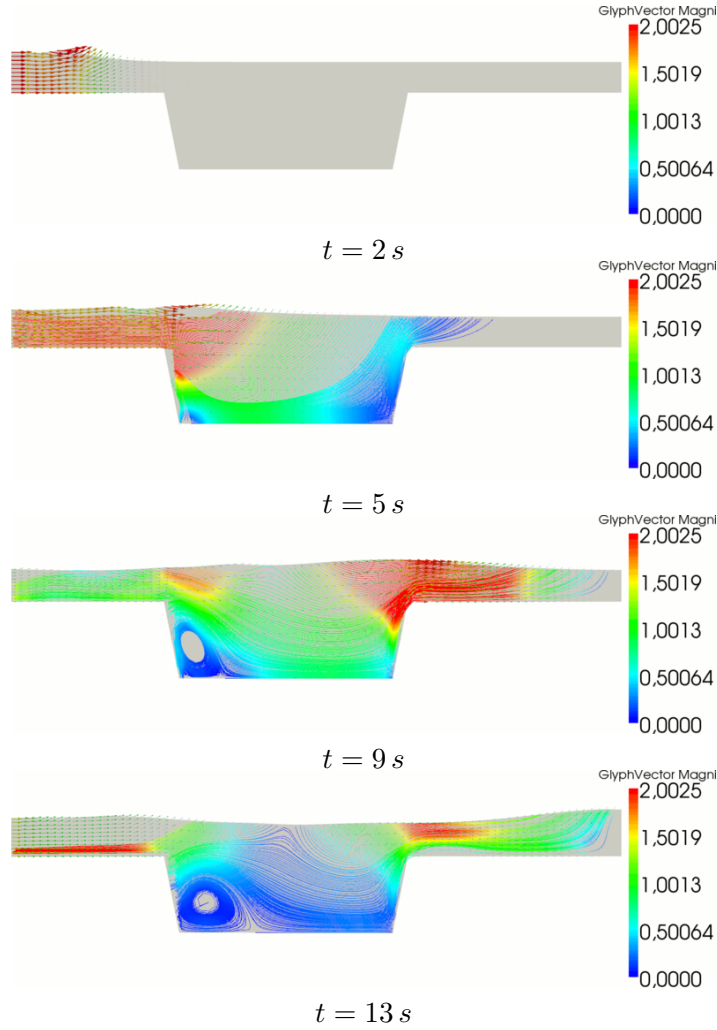 GlyphVector Magni
2,0025
1,5019
1,0013
0,50064
0,0000
t = 2 s
GlyphVector Magni
2,0025
1,5019
1,0013
0,50064
0,0000
t = 5 s
GlyphVector Magni
2,0025
1,5019
1,0013
0,50064
0,0000
t = 9 s
GlyphVector Magni
2,0025
1,5019
1,0013
0,50064
0,0000
t = 13 s